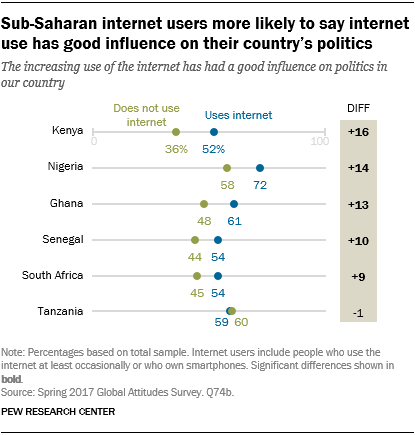 Sub-Saharan internet users more likely to say internet
use has good influence on their country's politics
The increasing use of the internet has had a good influence on politics in
our country
Does not use
internet
Uses internet
DIFF
Kenya
0
100
36%
52%
+16
Nigeria
58
72
+14
Ghana
48
61
+13
Senegal
44
54
+10
South Africa
45
54
+9
Tanzania
59
60
-1
Note: Percentages based on total sample. Internet users include people who use the
internet at least occasionally or who own smartphones. Significant differences shown in
bold.
Source: Spring 2017 Global Attitudes Survey. Q74b.
PEW RESEARCH CENTER